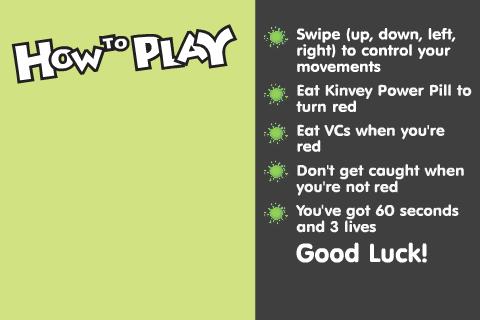 How to Play
Swipe (up, down, left,
right) to control your
movements
Eat Kinvey Power Pill to
turn red
Eat VCs when you're
red
Don't get caught when
you're not red
You've got 60 seconds
and 3 lives
Good Luck!